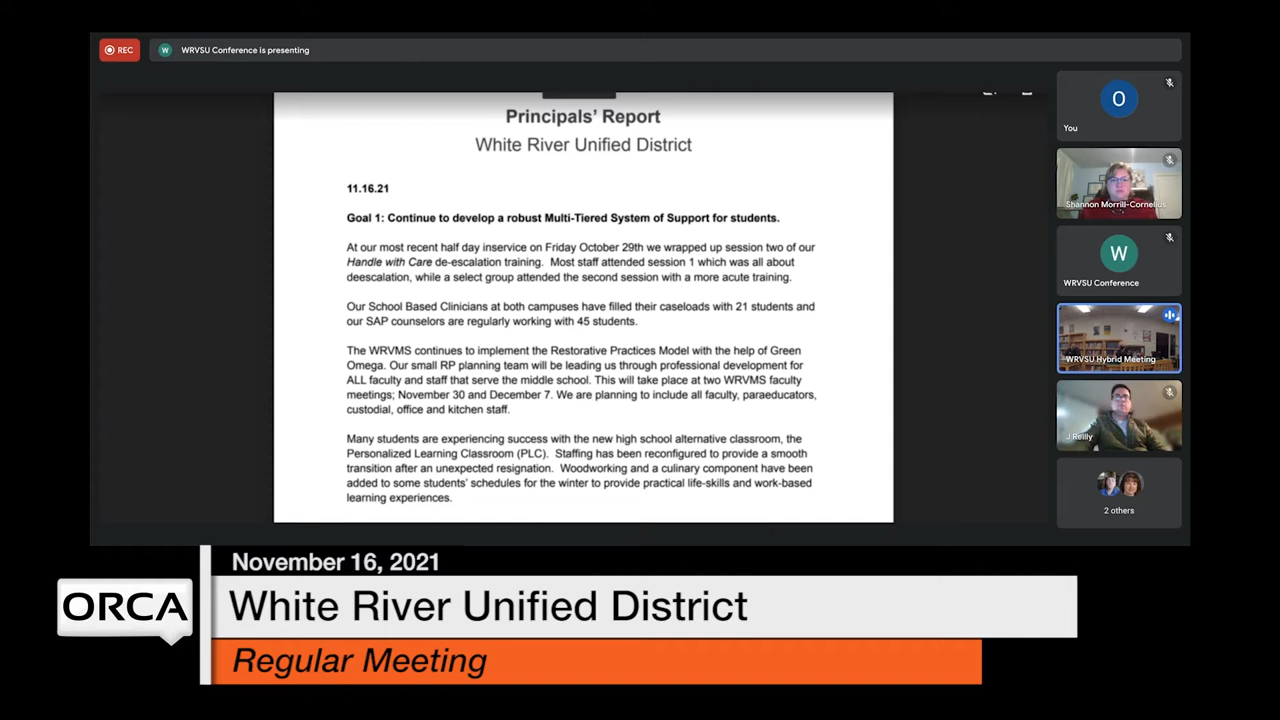 REC
W
WRVSU Conference is presenting
Principals’ Report
White River Unified District
11.16.21
Goal 1: Continue to develop a robust Multi-Tiered System of Support for students.
At our most recent half day inservice on Friday October 29th we wrapped up session two of our
Handle with Care de-escalation training.  Most staff attended session 1 which was all about
deescalation, while a select group attended the second session with a more acute training.
Our School Based Clinicians at both campuses have filled their caseloads with 21 students and
our SAP counselors are regularly working with 45 students.
The WRVMS continues to implement the Restorative Practices Model with the help of Green
Omega. Our small RP planning team will be leading us through professional development for
ALL faculty and staff that serve the middle school. This will take place at two WRVMS faculty
meetings; November 30 and December 7. We are planning to include all faculty, paraeducators,
custodial, office and kitchen staff.
Many students are experiencing success with the new high school alternative classroom, the
Personalized Learning Classroom (PLC).  Staffing has been reconfigured to provide a smooth
transition after an unexpected resignation.  Woodworking and a culinary component have been
added to some students’ schedules for the winter to provide practical life-skills and work-based
learning experiences.
O
You
Shannon Morrill-Cornelius
W
WRVSU Conference
WRVSU Hybrid Meeting
J Reilly
2 others
November 16, 2021
ORCA
White River Unified District
Regular Meeting